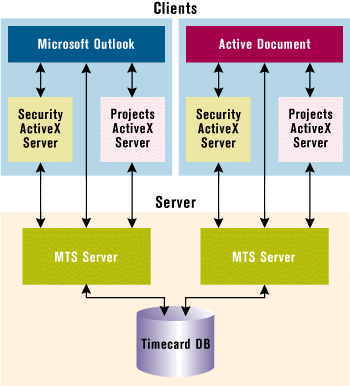 Clients
Microsoft Outlook
Active Document
Security
ActiveX
Server
Projects
ActiveX
Server
Security
ActiveX
Server
Projects
ActiveX
Server
Server
MTS Server
MTS Server
Timecard DB